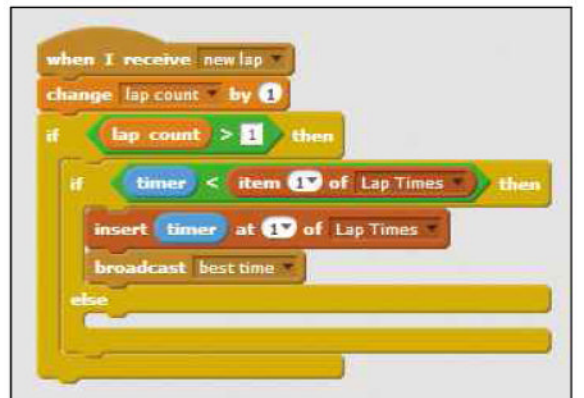 when I receive new lap
change lap count by 1
if lap count > 1 then
if timer < item 1 of Lap Times then
insert timer at 1 of Lap Times
broadcast best time
else